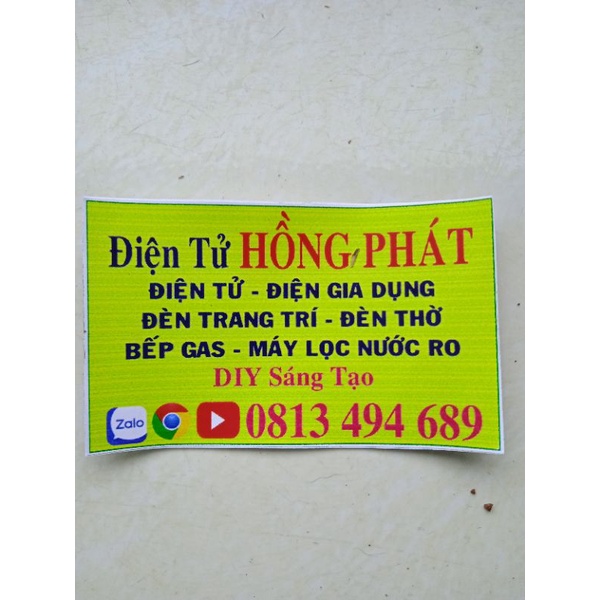 Điện Tử HỒNG PHÁT
ĐIỆN TỬ - ĐIỆN GIA DỤNG
ĐÈN TRANG TRÍ - ĐÈN THỜ
BẾP GAS - MÁY LỌC NƯỚC RO
DIY Sáng Tạo
Zalo 0813 494 689